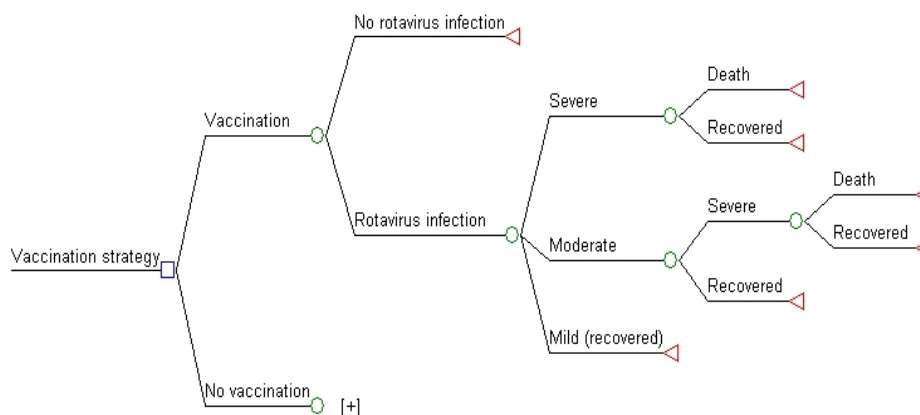 No rotavirus infection
Death
Severe
Vaccination
Recovered
Death
Severe
Rotavirus infection
Recovered
Moderate
Vaccination strategy
Recovered
Mild (recovered)
No vaccination
[+]